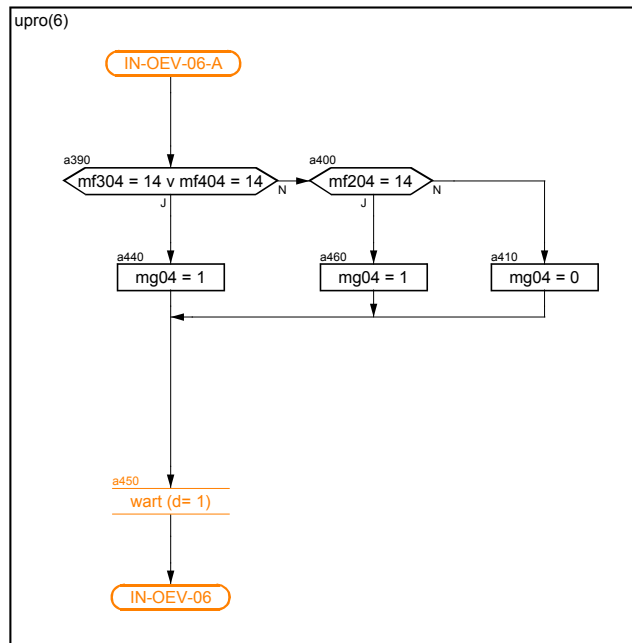 upro(6)
IN-OEV-06-A
a390
mf304 = 14 v mf404 = 14
N
J
a400
mf204 = 14
N
J
a440
mg04 = 1
a460
mg04 = 1
a410
mg04 = 0
a450
wart (d= 1)
IN-OEV-06